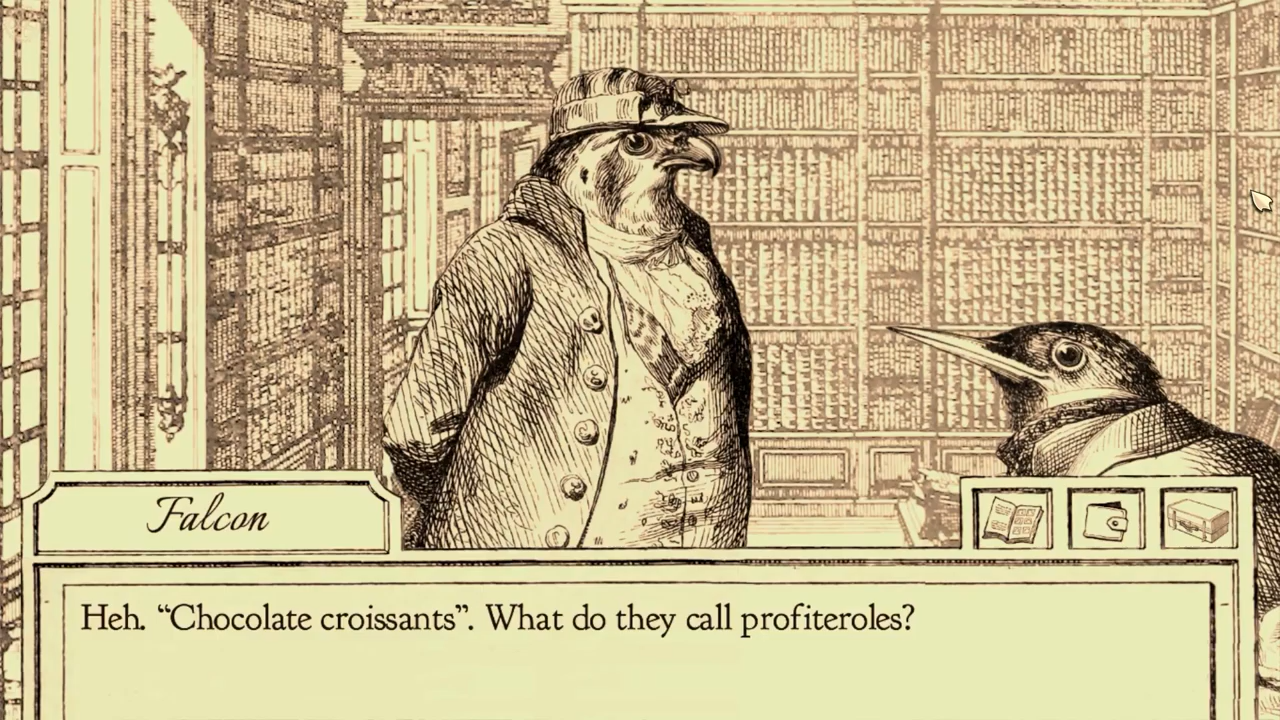 Falcon
Heh. “Chocolate croissants”. What do they call profiteroles?